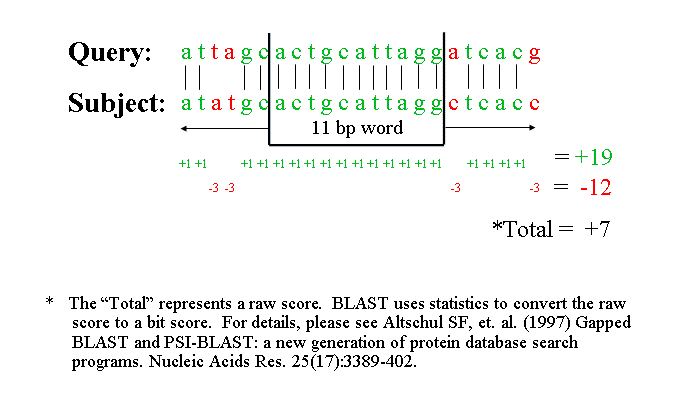 Query: a t t a g c a c t g c a t t a g g a t c a c g
Subject: a t a t g c a c t g c a t t a g g c t c a c c
11 bp word
+1 +1 +1 +1 +1 +1 +1 +1 +1 +1 +1 +1 +1 +1 +1 +1 +1 +1 +1 = +19
-3 -3 -3 -3 = -12
*Total = +7
* The “Total” represents a raw score. BLAST uses statistics to convert the raw
score to a bit score. For details, please see Altschul SF, et. al. (1997) Gapped
BLAST and PSI-BLAST: a new generation of protein database search
programs. Nucleic Acids Res. 25(17):3389-402.